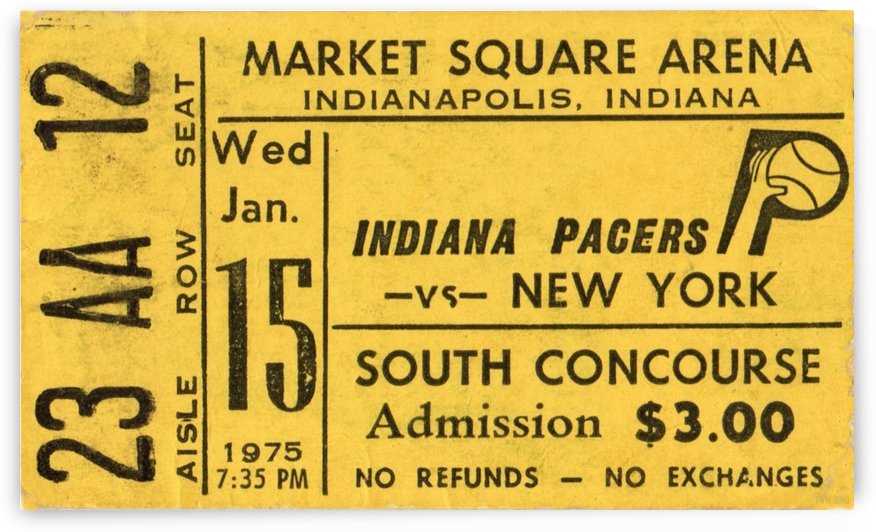 MARKET SQUARE ARENA
INDIANAPOLIS, INDIANA
AISLE ROW SEAT
23 AA 12
Wed
Jan.
15
1975
7:35 PM
INDIANA PACERS
—VS— NEW YORK
SOUTH CONCOURSE
Admission $3.00
NO REFUNDS — NO EXCHANGES